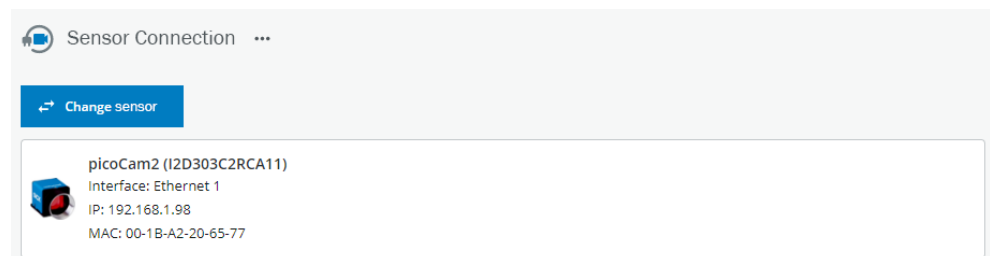 Sensor Connection •••
Change sensor
picoCam2 (I2D303C2RCA11)
Interface: Ethernet 1
IP: 192.168.1.98
MAC: 00-1B-A2-20-65-77